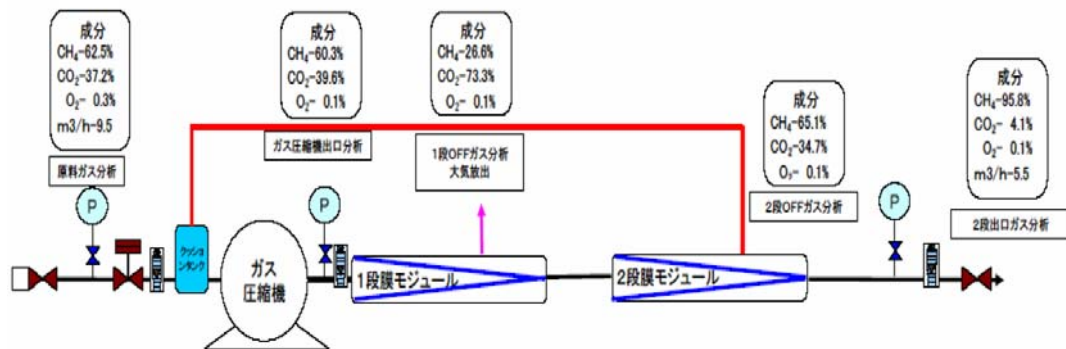 成分
CH₄-62.5%
CO₂-37.2%
O₂- 0.3%
m3/h-9.5
原料ガス分析
成分
CH₄-60.3%
CO₂-39.6%
O₂- 0.1%
ガス圧縮機出口分析
成分
CH₄-26.6%
CO₂-73.3%
O₂- 0.1%
1段OFFガス分析
大気放出
成分
CH₄-65.1%
CO₂-34.7%
O₂- 0.1%
2段OFFガス分析
成分
CH₄-95.8%
CO₂- 4.1%
O₂- 0.1%
m3/h-5.5
2段出口ガス分析
P
P
P
クッショ
ンタンク
ガス
圧縮機
1段膜モジュール
2段膜モジュール